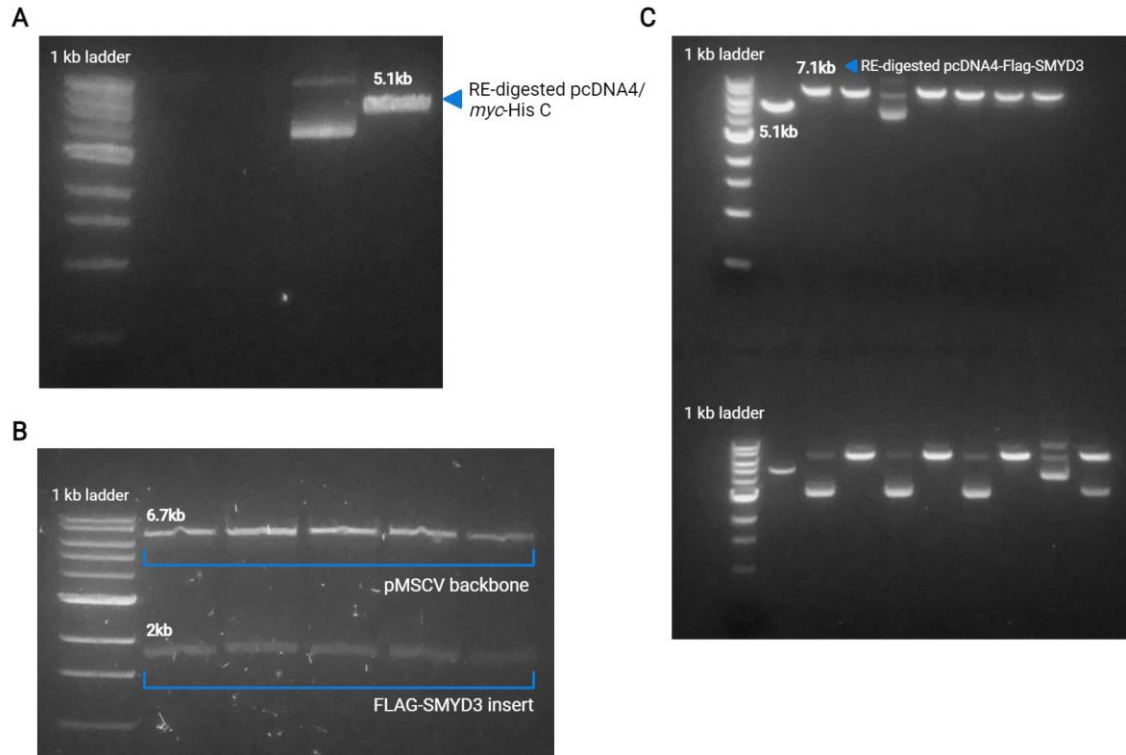 A
1 kb ladder
5.1kb
RE-digested pcDNA4/
myc-His C
B
1 kb ladder
6.7kb
pMSCV backbone
2kb
FLAG-SMYD3 insert
C
1 kb ladder
7.1kb
RE-digested pcDNA4-Flag-SMYD3
5.1kb
1 kb ladder